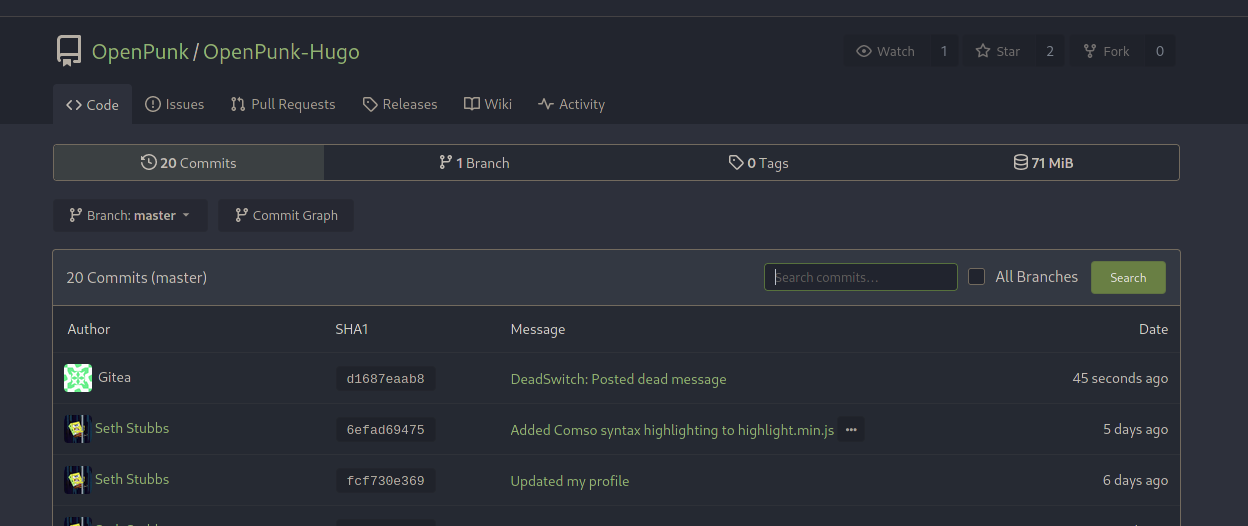 OpenPunk / OpenPunk-Hugo
Watch 1 Star 2 Fork 0
Code Issues Pull Requests Releases Wiki Activity
20 Commits 1 Branch 0 Tags 71 MiB
Branch: master Commit Graph
20 Commits (master) Search commits... All Branches Search
Author SHA1 Message Date
Gitea d1687eaab8 DeadSwitch: Posted dead message 45 seconds ago
Seth Stubbs 6efad69475 Added Comso syntax highlighting to highlight.min.js ... 5 days ago
Seth Stubbs fcf730e369 Updated my profile 6 days ago